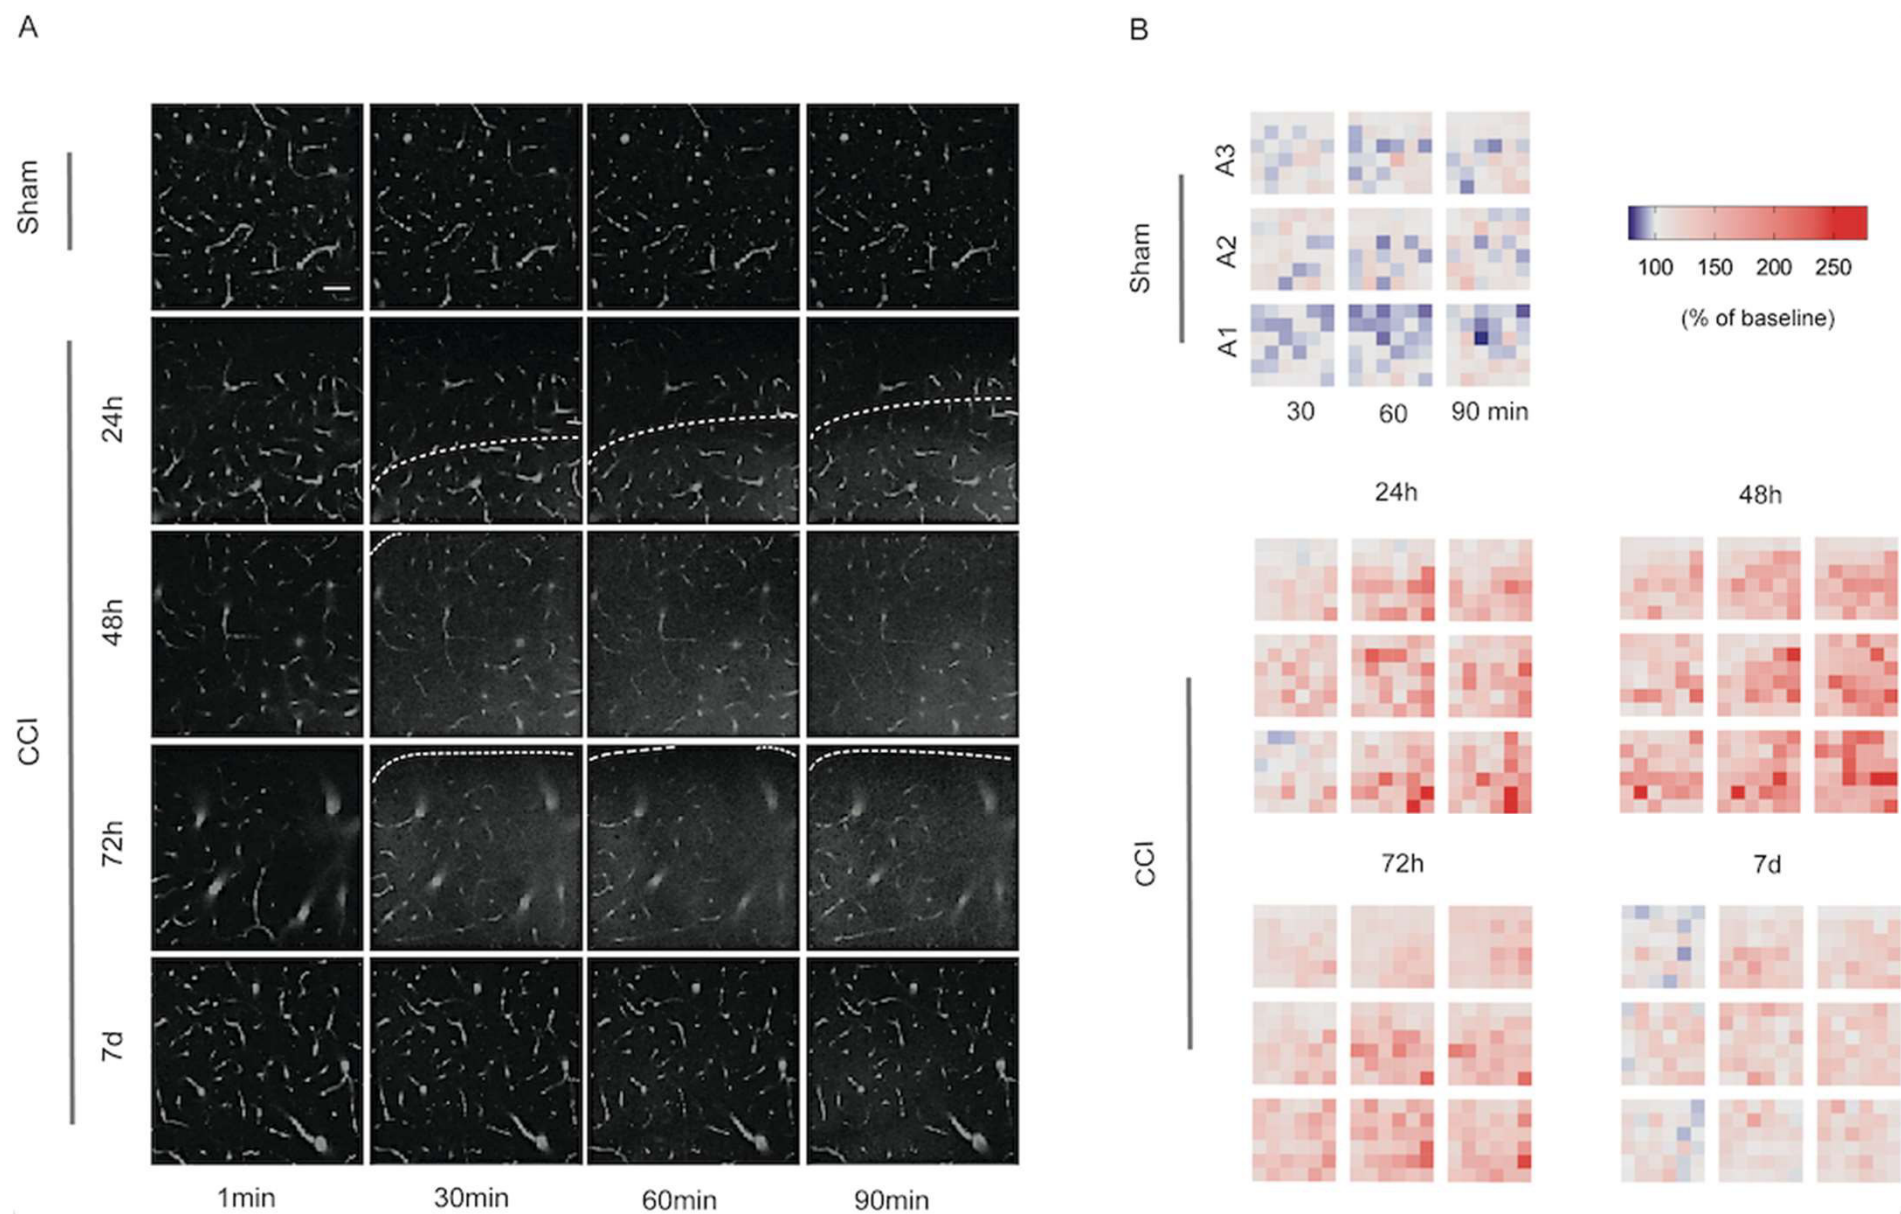 A
Sham
CCI
24h
48h
72h
7d
1min
30min
60min
90min
B
Sham
A3
A2
A1
30
60
90 min
100
150
200
250
(% of baseline)
CCI
24h
48h
72h
7d